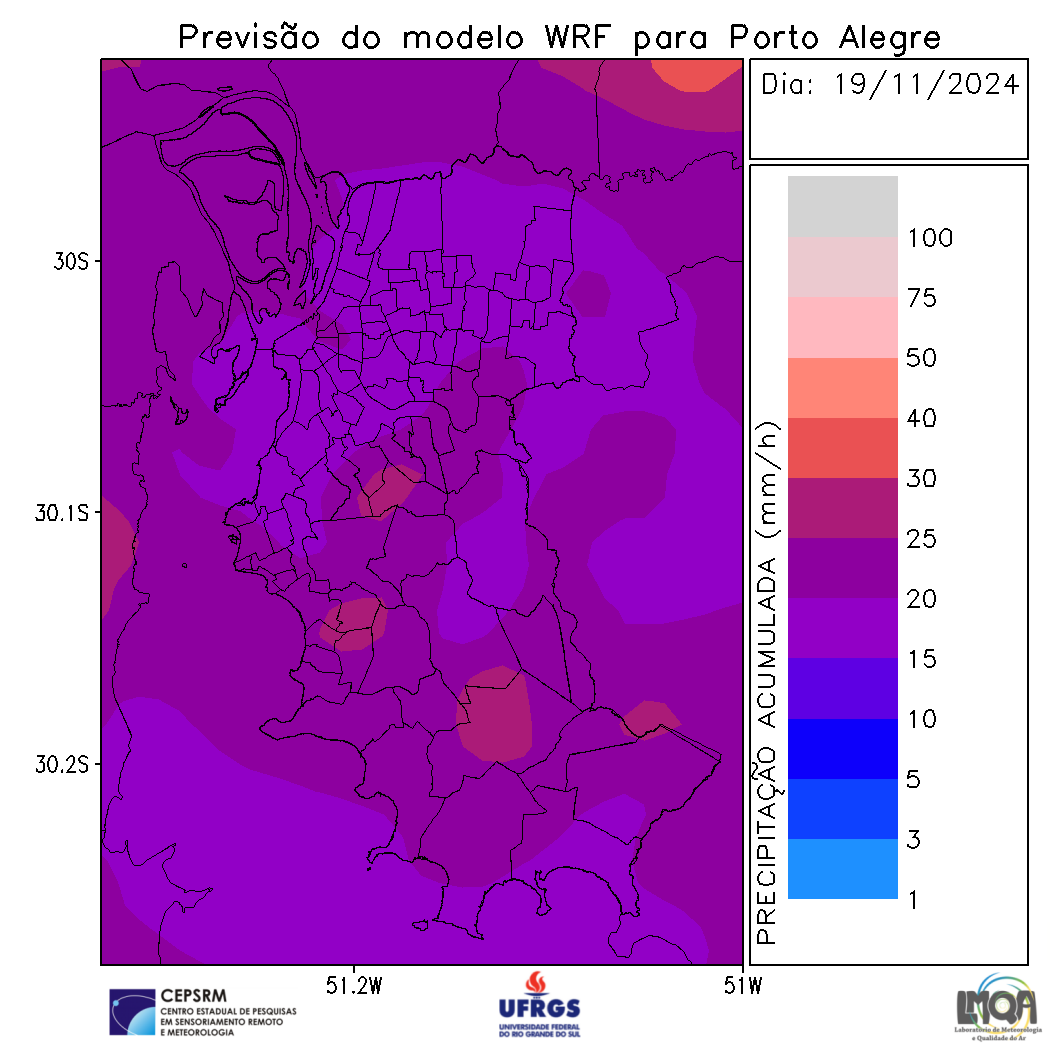 Previsão do modelo WRF para Porto Alegre
Dia: 19/11/2024
30S
30.1S
30.2S
51.2W
51W
PRECIPITAÇÃO ACUMULADA (mm/h)
100
75
50
40
30
25
20
15
10
5
3
1
CEPSRM
CENTRO ESTADUAL DE PESQUISAS
EM SENSORIAMENTO REMOTO
E METEOROLOGIA
UFRGS
UNIVERSIDADE FEDERAL
DO RIO GRANDE DO SUL
LMQA
Laboratório de Meteorologia
e Qualidade do Ar